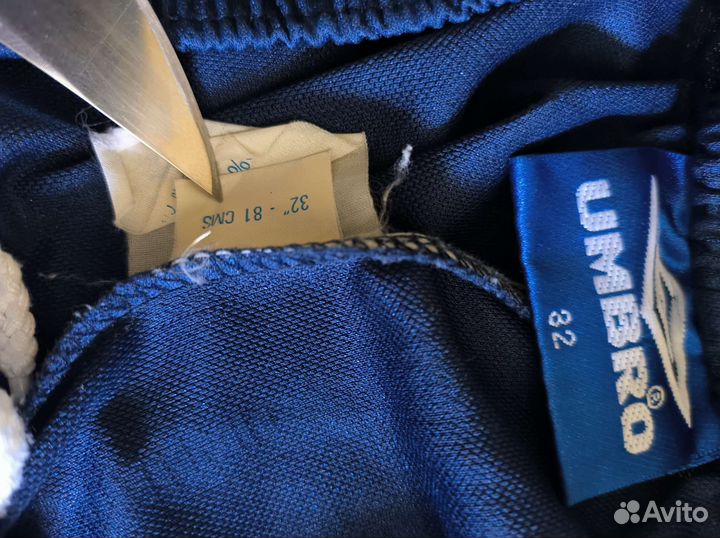 32" - 81 CMS
UMBRO®
32
Avito